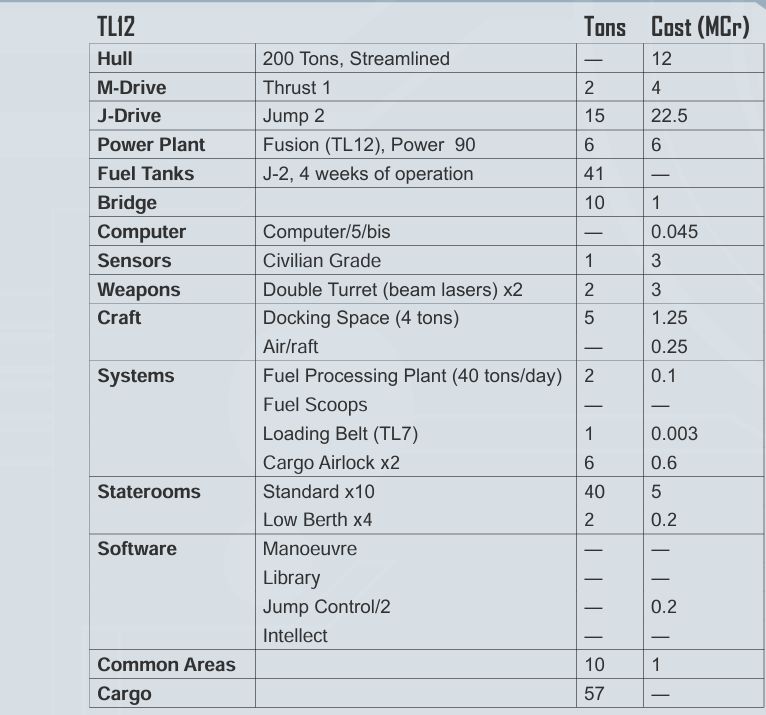 TL12 Tons Cost (MCr)
Hull 200 Tons, Streamlined — 12
M-Drive Thrust 1 2 4
J-Drive Jump 2 15 22.5
Power Plant Fusion (TL12), Power 90 6 6
Fuel Tanks J-2, 4 weeks of operation 41 —
Bridge 10 1
Computer Computer/5/bis — 0.045
Sensors Civilian Grade 1 3
Weapons Double Turret (beam lasers) x2 2 3
Craft Docking Space (4 tons) 5 1.25
Air/raft — 0.25
Systems Fuel Processing Plant (40 tons/day) 2 0.1
Fuel Scoops — —
Loading Belt (TL7) 1 0.003
Cargo Airlock x2 6 0.6
Staterooms Standard x10 40 5
Low Berth x4 2 0.2
Software Manoeuvre — —
Library — —
Jump Control/2 — 0.2
Intellect — —
Common Areas 10 1
Cargo 57 —